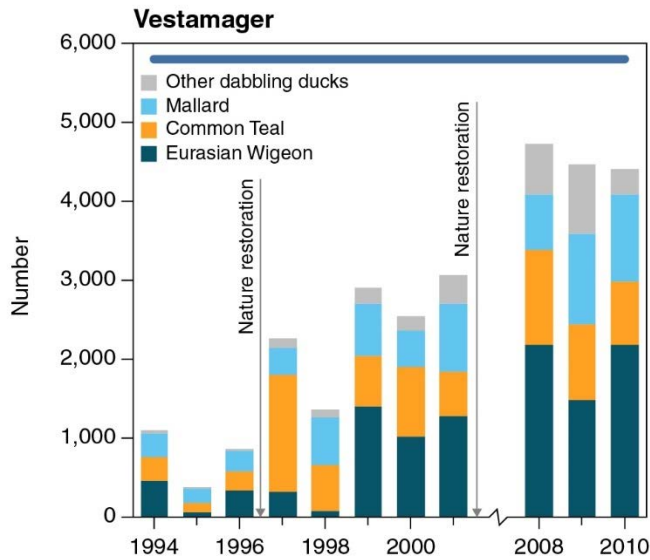 Vestamager
6,000
5,000
4,000
3,000
2,000
1,000
0
Number
Other dabbling ducks
Mallard
Common Teal
Eurasian Wigeon
Nature restoration
Nature restoration
1994
1996
1998
2000
2008
2010